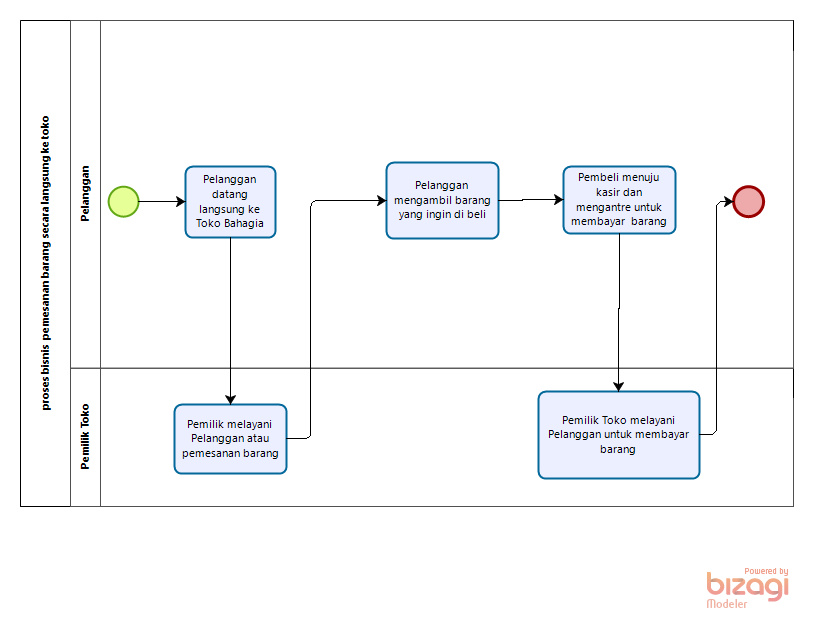 proses bisnis pemesanan barang secara langsung ke toko
Pelanggan
Pelanggan
datang
langsung ke
Toko Bahagia
Pelanggan
mengambil barang
yang ingin di beli
Pembeli menuju
kasir dan
mengantre untuk
membayar barang
Pemilik Toko
Pemilik melayani
Pelanggan atau
pemesanan barang
Pemilik Toko melayani
Pelanggan untuk membayar
barang
Powered by
bizagi
Modeler